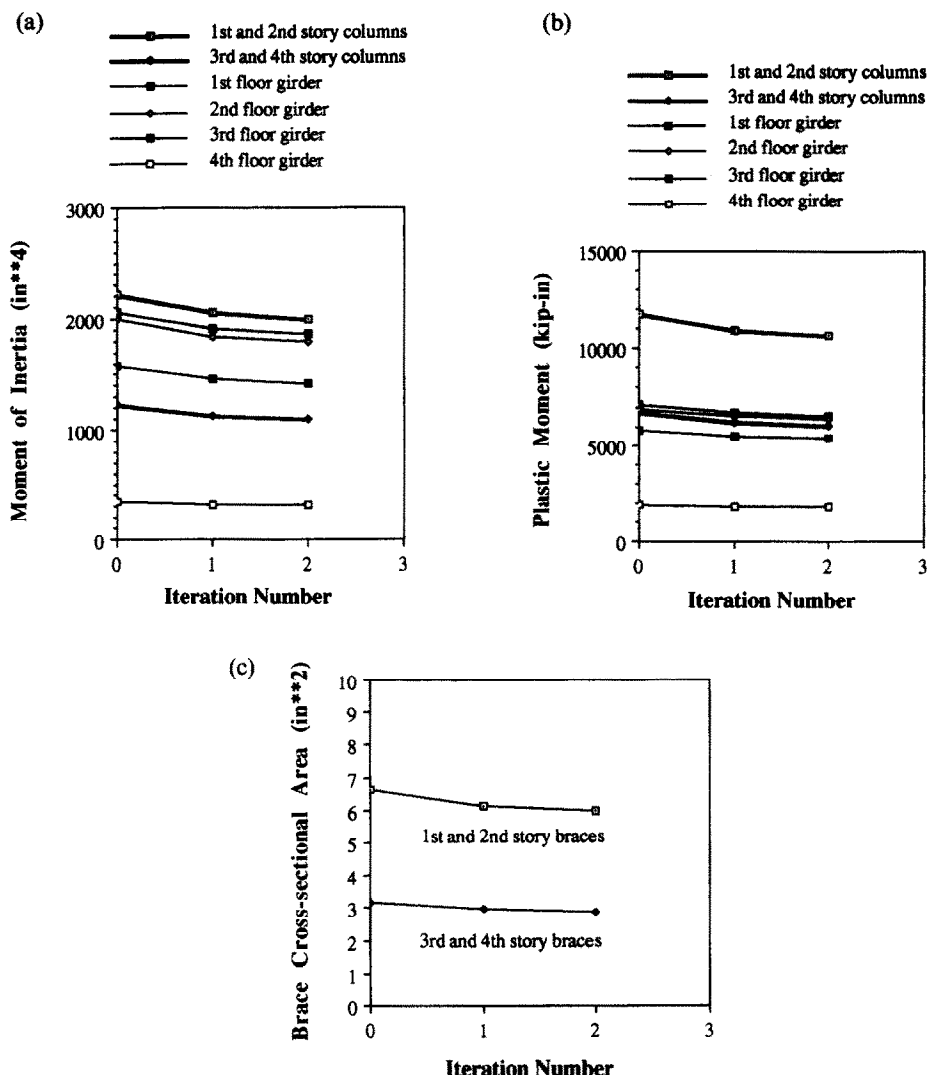 (a)
1st and 2nd story columns
3rd and 4th story columns
1st floor girder
2nd floor girder
3rd floor girder
4th floor girder
3000
2000
1000
0
0
1
2
3
Moment of Inertia (in**4)
Iteration Number
(b)
1st and 2nd story columns
3rd and 4th story columns
1st floor girder
2nd floor girder
3rd floor girder
4th floor girder
15000
10000
5000
0
0
1
2
3
Plastic Moment (kip-in)
Iteration Number
(c)
10
9
8
7
6
5
4
3
2
1
0
0
1
2
3
Brace Cross-sectional Area (in**2)
1st and 2nd story braces
3rd and 4th story braces
Iteration Number